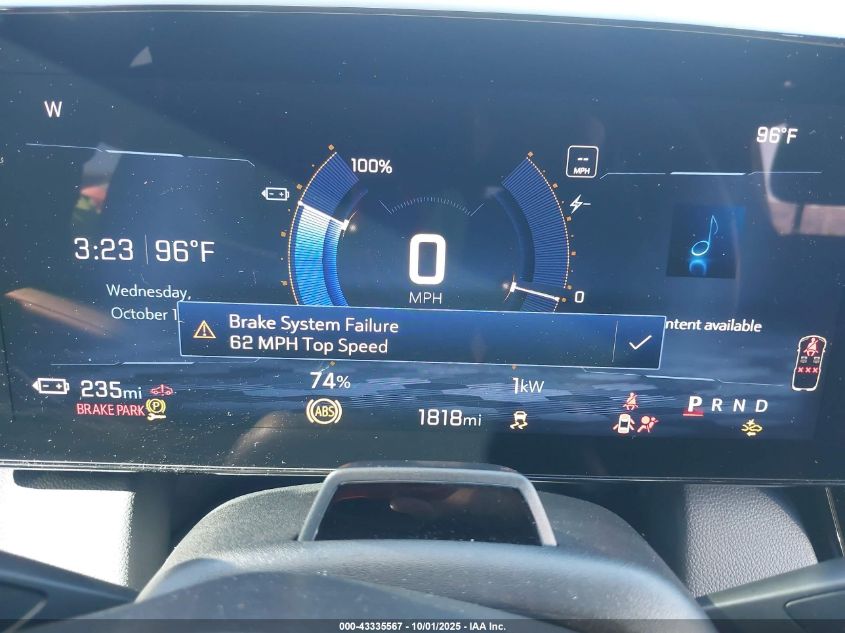 W
96°F
100%
--
MPH
3:23 96°F
0
MPH
0
Wednesday,
October 1
Brake System Failure
62 MPH Top Speed
ntent available
235mi
74%
1kW
P R N D
BRAKE PARK
P
ABS
1818mi
000-43335567 - 10/01/2025 - IAA Inc.